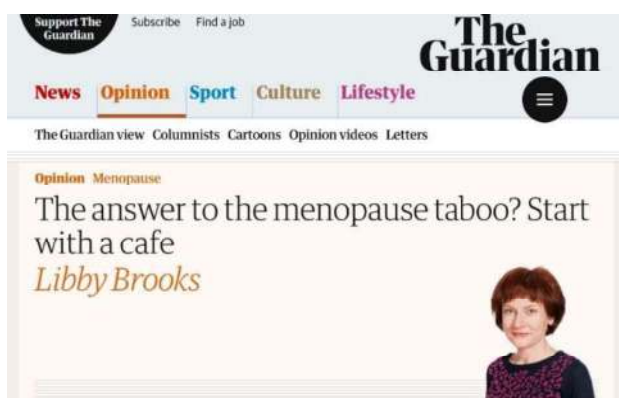 Support The
Guardian
Subscribe Find a job
The
Guardian
News Opinion Sport Culture Lifestyle
The Guardian view Columnists Cartoons Opinion videos Letters
Opinion Menopause
The answer to the menopause taboo? Start
with a cafe
Libby Brooks